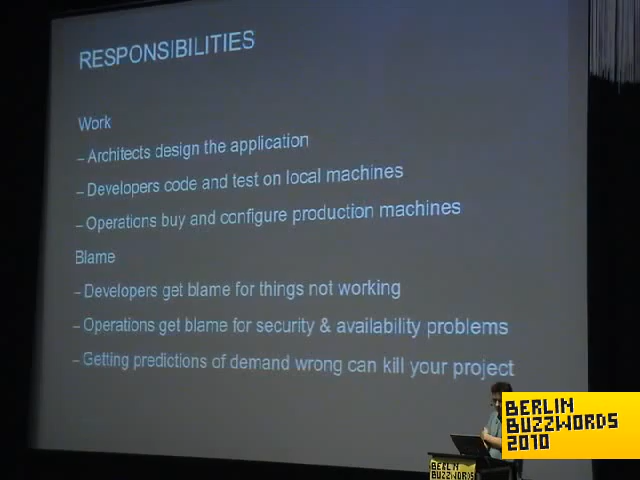 RESPONSIBILITIES
Work
– Architects design the application
– Developers code and test on local machines
– Operations buy and configure production machines
Blame
– Developers get blame for things not working
– Operations get blame for security & availability problems
– Getting predictions of demand wrong can kill your project
BERLIN
BUZZWORDS
2010
BERLIN
BUZZWORDS